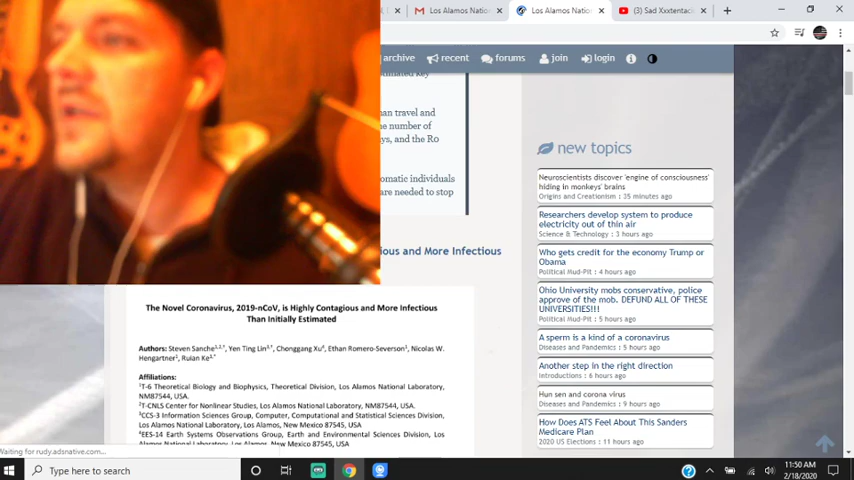 Los Alamos Natio
Los Alamos Nation
(3) Sad Xxxtentaci
archive
recent
forums
join
login
new topics
an travel and
e number of
ys, and the R0
omatic individuals
are needed to stop
ious and More Infectious
Neuroscientists discover 'engine of consciousness'
hiding in monkeys' brains
Origins and Creationism : 35 minutes ago
Researchers develop system to produce
electricity out of thin air
Science & Technology : 3 hours ago
Who gets credit for the economy Trump or
Obama
Political Mud-Pit : 4 hours ago
Ohio University mobs conservative, police
approve of the mob. DEFUND ALL OF THESE
UNIVERSITIES!!!
Political Mud-Pit : 5 hours ago
A sperm is a kind of a coronavirus
Diseases and Pandemics : 5 hours ago
Another step in the right direction
Introductions : 6 hours ago
Hun sen and corona virus
Diseases and Pandemics : 9 hours ago
How Does ATS Feel About This Sanders
Medicare Plan
2020 US Elections : 11 hours ago
The Novel Coronavirus, 2019-nCoV, is Highly Contagious and More Infectious
Than Initially Estimated
Authors: Steven Sanche, Yen Ting Lin, Chonggang Xu, Ethan Romero-Severson, Nicolas W.
Hengartner, Ruian Ke
Affiliations:
T-6 Theoretical Biology and Biophysics, Theoretical Division, Los Alamos National Laboratory,
NM87544, USA.
T-CNLS Center for Nonlinear Studies, Los Alamos National Laboratory, NM87544, USA.
CCS-3 Information Sciences Group, Computer, Computational and Statistical Sciences Division,
Los Alamos National Laboratory, Los Alamos, New Mexico 87545, USA
EES-14 Earth Systems Observations Group, Earth and Environmental Sciences Division, Los
Alamos National Laboratory, Los Alamos, New Mexico 87545, USA
Waiting for rudy.adsnative.com...
Type here to search
11:50 AM
2/18/2020